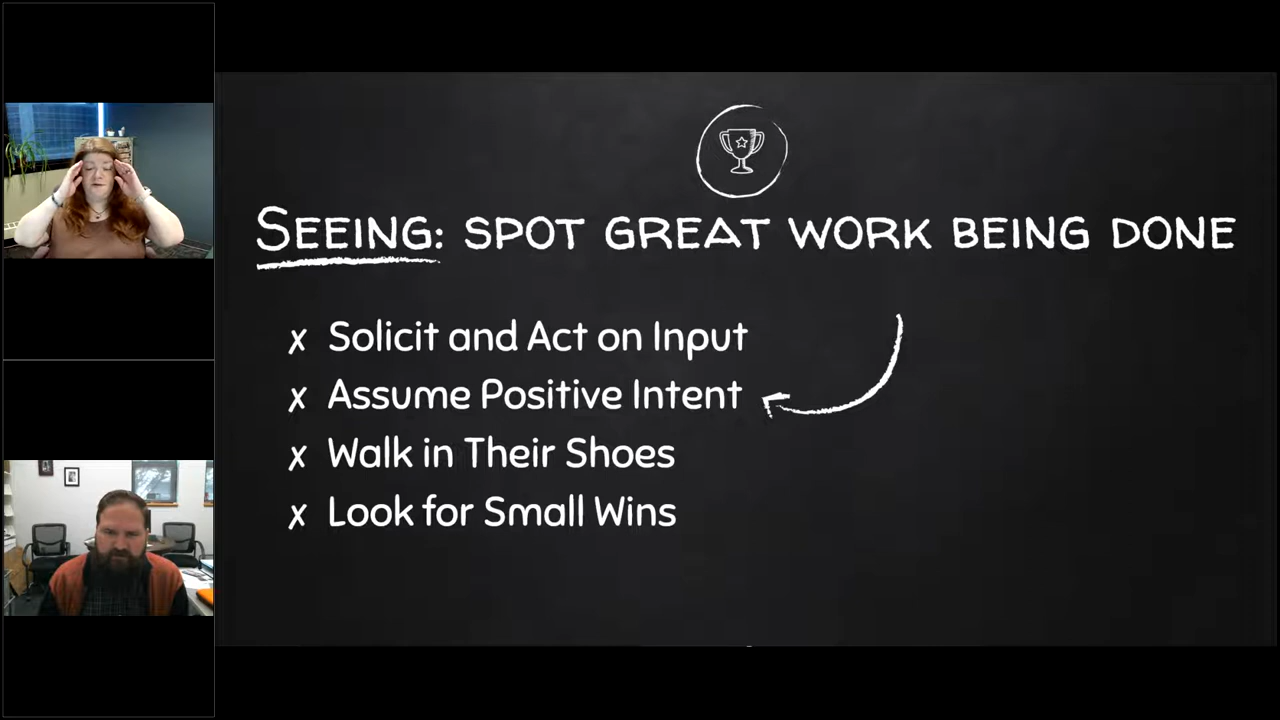 SEEING: SPOT GREAT WORK BEING DONE
x Solicit and Act on Input
x Assume Positive Intent
x Walk in Their Shoes
x Look for Small Wins